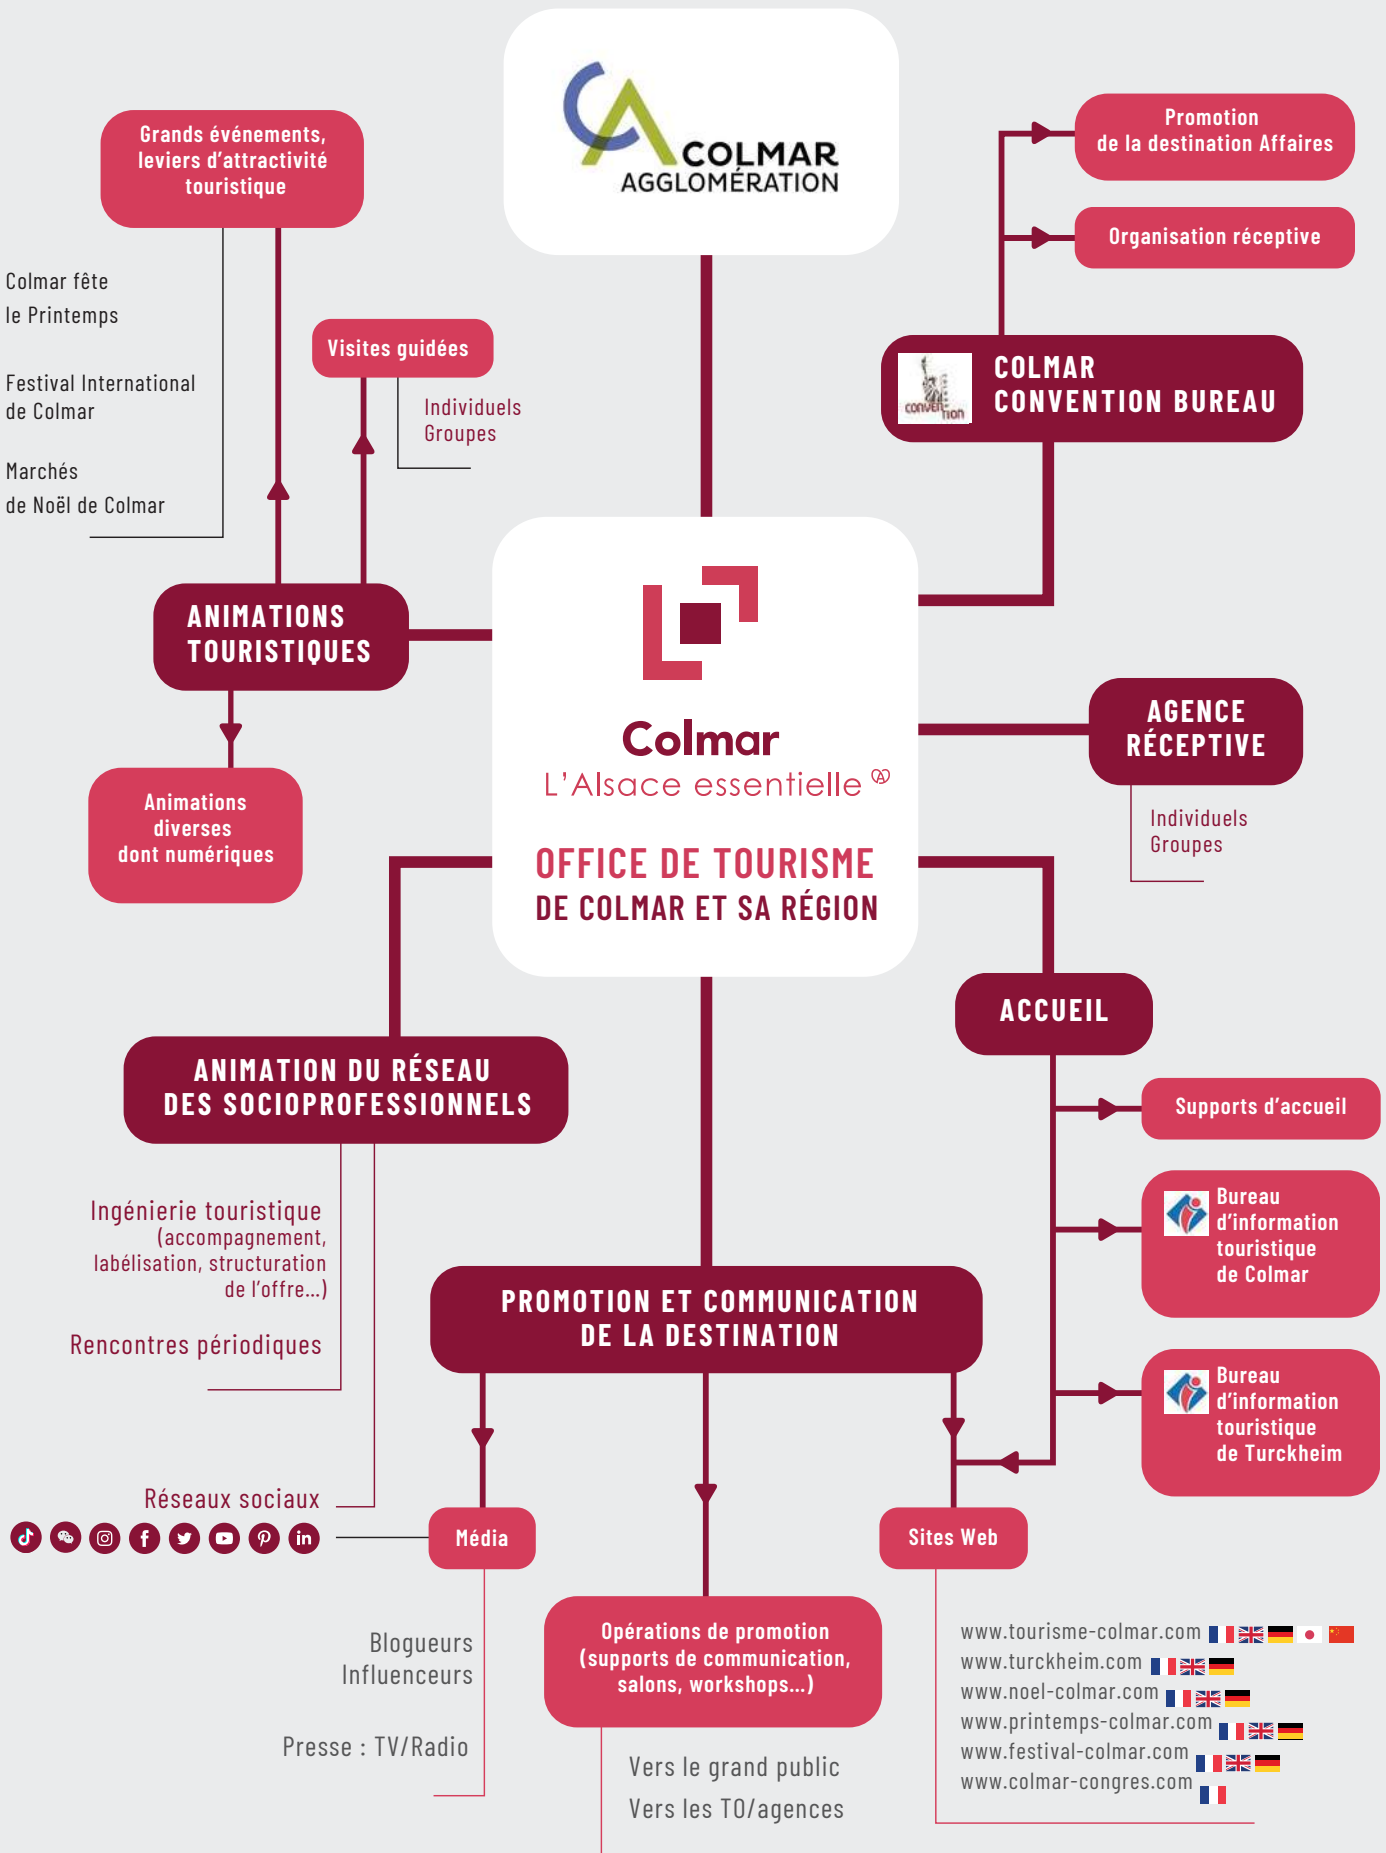 COLMAR
AGGLOMÉRATION
Grands événements,
leviers d'attractivité
touristique
Colmar fête
le Printemps
Festival International
de Colmar
Marchés
de Noël de Colmar
Visites guidées
Individuels
Groupes
Promotion
de la destination Affaires
Organisation réceptive
convention
COLMAR
CONVENTION BUREAU
ANIMATIONS
TOURISTIQUES
Animations
diverses
dont numériques
Colmar
L'Alsace essentielle
OFFICE DE TOURISME
DE COLMAR ET SA RÉGION
AGENCE
RÉCEPTIVE
Individuels
Groupes
ACCUEIL
Supports d'accueil
Bureau
d'information
touristique
de Colmar
Bureau
d'information
touristique
de Turckheim
ANIMATION DU RÉSEAU
DES SOCIOPROFESSIONNELS
Ingénierie touristique
(accompagnement,
labélisation, structuration
de l'offre...)
Rencontres périodiques
Réseaux sociaux
PROMOTION ET COMMUNICATION
DE LA DESTINATION
Média
Blogueurs
Influenceurs
Presse : TV/Radio
Opérations de promotion
(supports de communication,
salons, workshops...)
Vers le grand public
Vers les TO/agences
Sites Web
www.tourisme-colmar.com
www.turckheim.com
www.noel-colmar.com
www.printemps-colmar.com
www.festival-colmar.com
www.colmar-congres.com